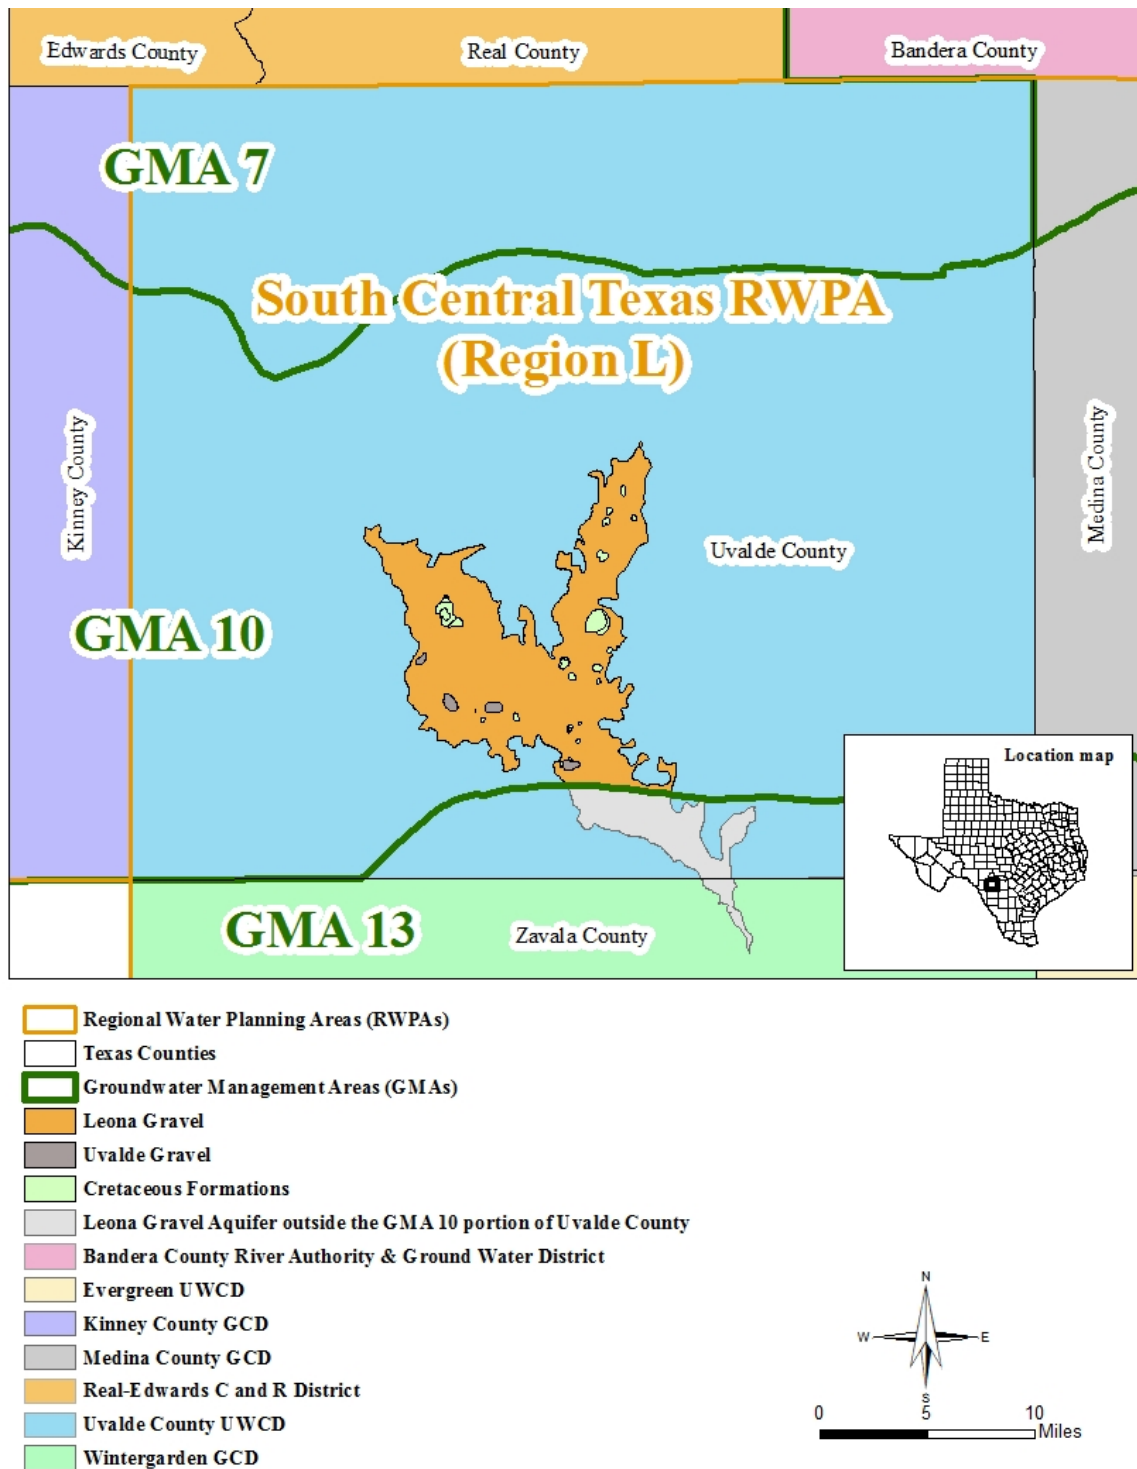 Edwards County
Real County
Bandera County
GMA 7
South Central Texas RWPA
(Region L)
Kinney County
Medina County
Uvalde County
GMA 10
Location map
GMA 13
Zavala County
Regional Water Planning Areas (RWPAs)
Texas Counties
Groundwater Management Areas (GMAs)
Leona Gravel
Uvalde Gravel
Cretaceous Formations
Leona Gravel Aquifer outside the GMA 10 portion of Uvalde County
Bandera County River Authority & Ground Water District
Evergreen UWCD
Kinney County GCD
Medina County GCD
Real-Edwards C and R District
Uvalde County UWCD
Wintergarden GCD
N
W E
S
0 5 10
Miles